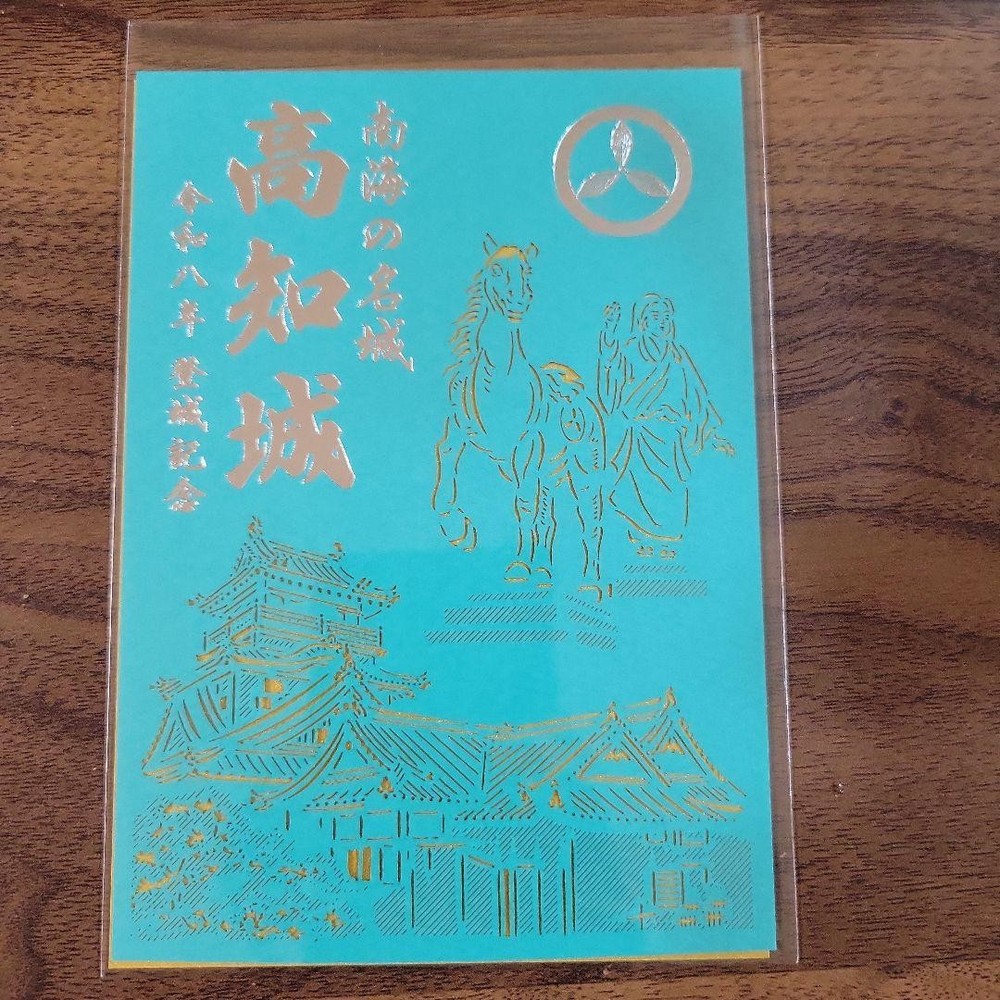 南海の名城
高知城
令和八年 登城記念